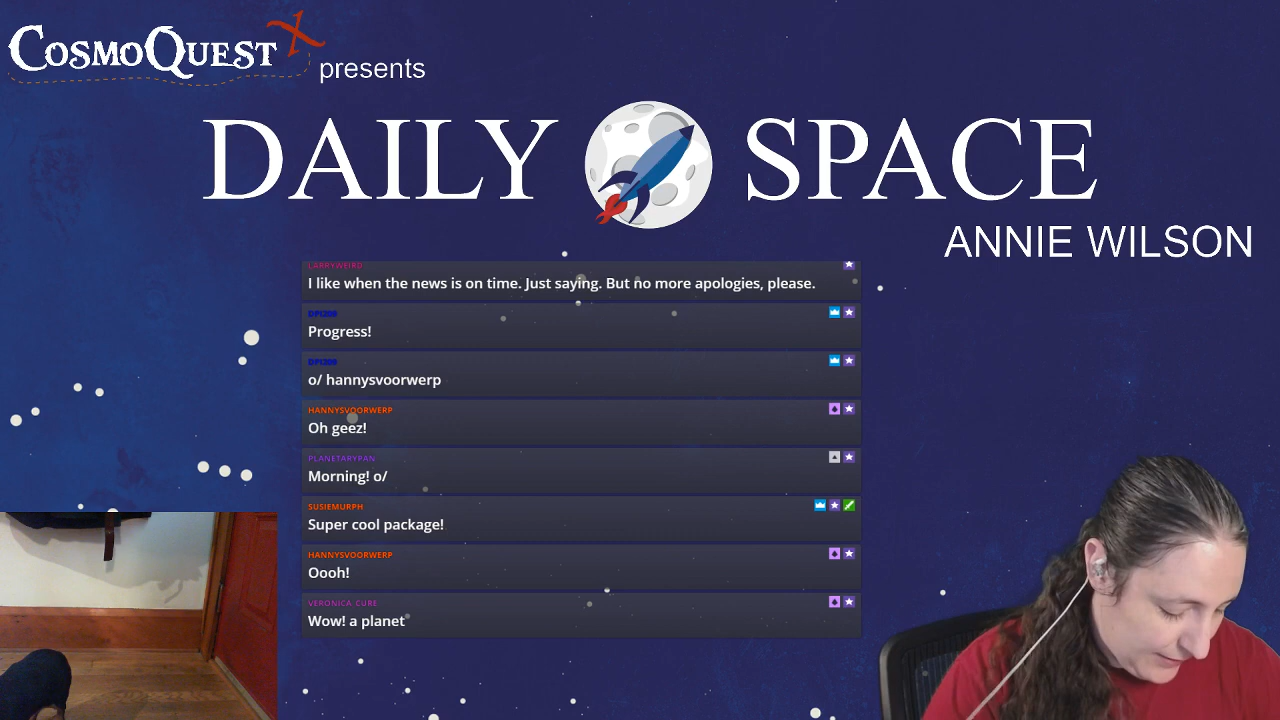 CosmoQuest X
presents
DAILY SPACE
ANNIE WILSON
LARRYWEIRD
I like when the news is on time. Just saying. But no more apologies, please.
DPI209
Progress!
DPI209
o/ hannysvoorwerp
HANNYSVOORWERP
Oh geez!
PLANETARYPAN
Morning! o/
SUSIEMURPH
Super cool package!
HANNYSVOORWERP
Oooh!
VERONICA CURE
Wow! a planet